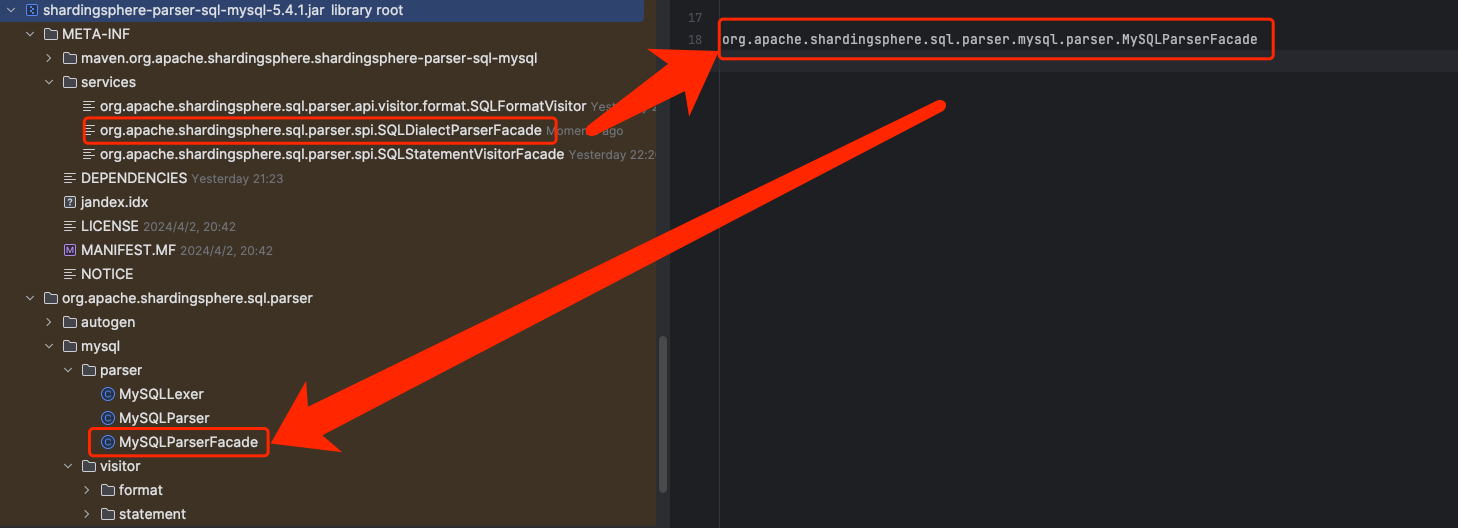 shardingsphere-parser-sql-mysql-5.4.1.jar library root
META-INF
maven.org.apache.shardingsphere.shardingsphere-parser-sql-mysql
services
org.apache.shardingsphere.sql.parser.api.visitor.format.SQLFormatVisitor Yesterday 2
org.apache.shardingsphere.sql.parser.spi.SQLDialectParserFacade ago
org.apache.shardingsphere.sql.parser.spi.SQLStatementVisitorFacade Yesterday 22:20
DEPENDENCIES Yesterday 21:23
jandex.idx
LICENSE 2024/4/2, 20:42
MANIFEST.MF 2024/4/2, 20:42
NOTICE
org.apache.shardingsphere.sql.parser
autogen
mysql
parser
MySQLLexer
MySQLParser
MySQLParserFacade
visitor
format
statement
17
18 org.apache.shardingsphere.sql.parser.mysql.parser.MySQLParserFacade